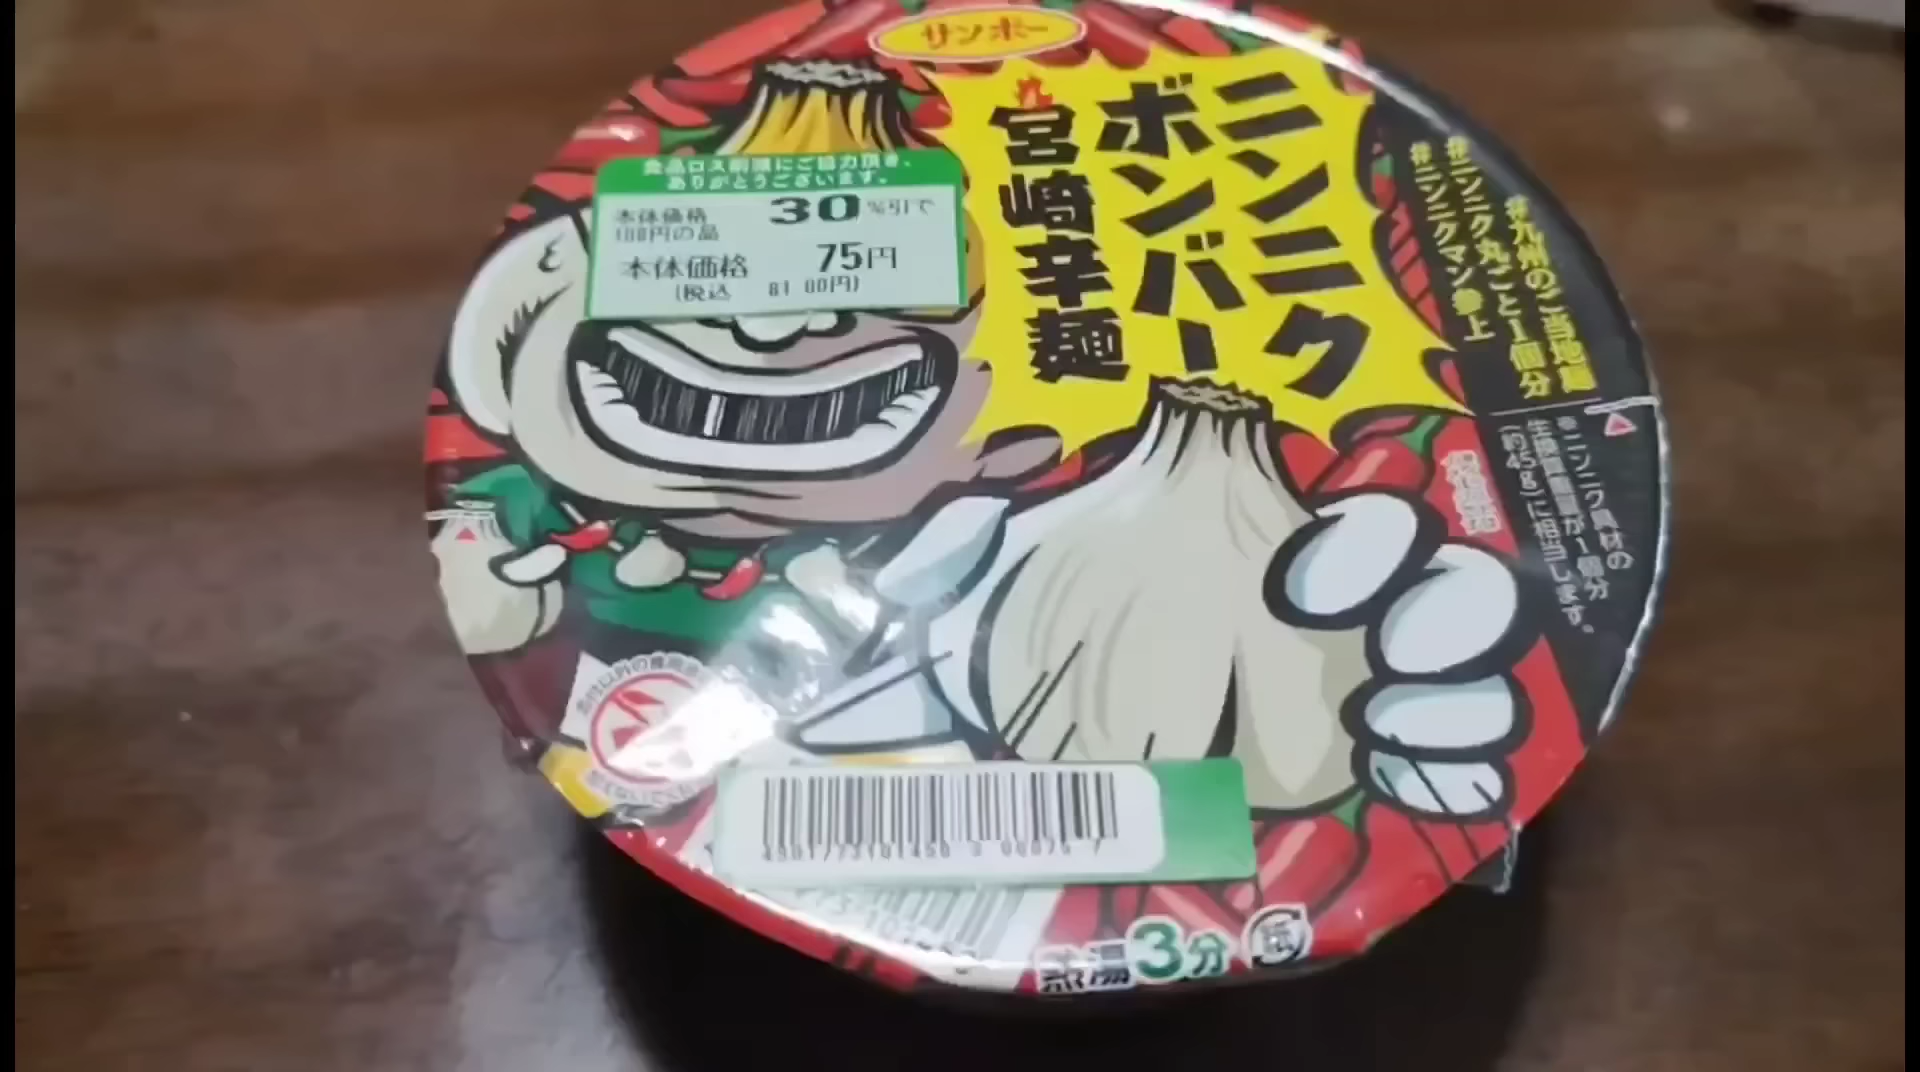 サンポー
ニンニク
ボンバー
宮崎辛麺
#九州のご当地麺
#ニンニク丸ごと1個分
#ニンニクマン参上
食品ロス削減にご協力頂き、
ありがとうございます。
本体価格
30%引で
の品
本体価格 75円
(税込 81.00円)
※ニンニク具材の
生換算重量が1個分
(約45g)に相当します。
熱湯3分
紙